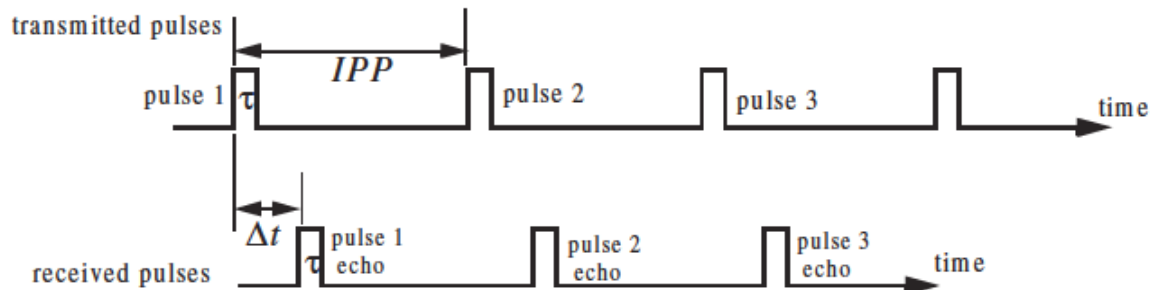 transmitted pulses
IPP
pulse 1
τ
pulse 2
pulse 3
time
Δt
τ
pulse 1
echo
pulse 2
echo
pulse 3
echo
time
received pulses